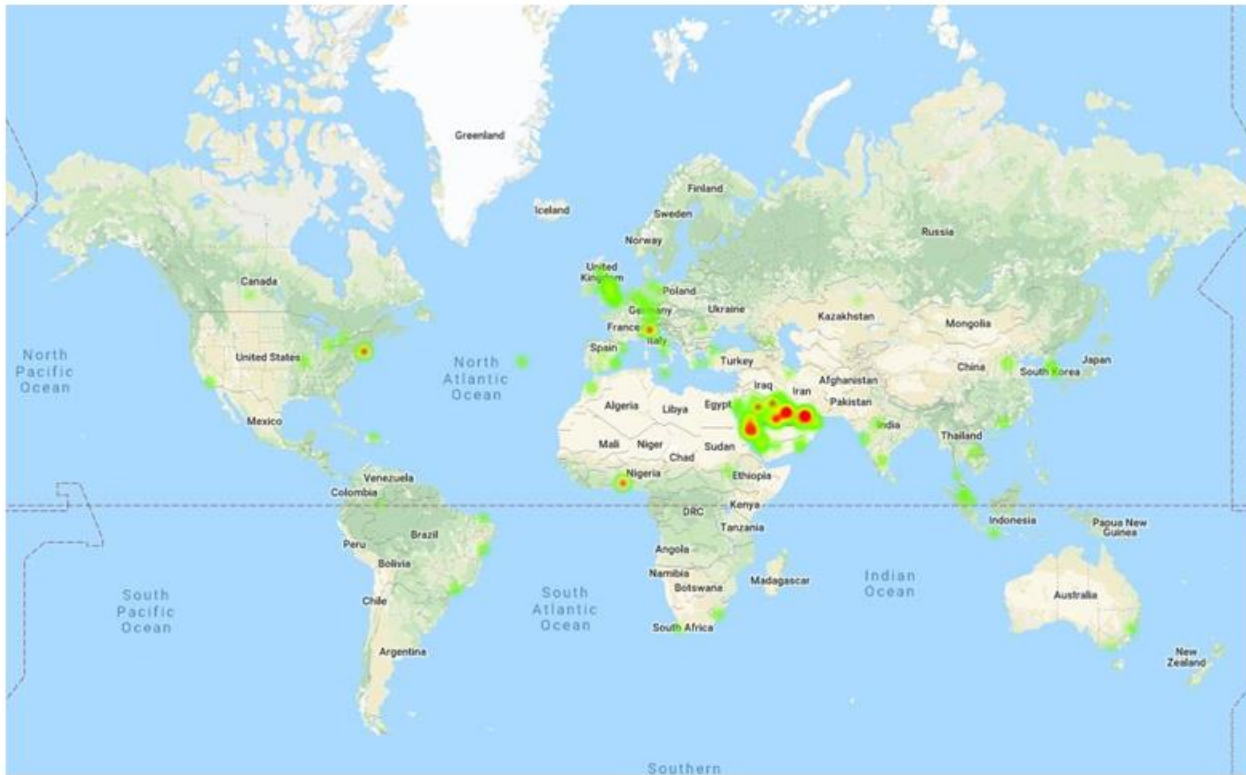 Greenland
Iceland
Finland
Sweden
Norway
Russia
United
Kingdom
Canada
Poland
Germany
Ukraine
Kazakhstan
Mongolia
France
Italy
North
Pacific
Ocean
United States
North
Atlantic
Ocean
Spain
Turkey
China
Japan
South Korea
Iraq
Iran
Afghanistan
Pakistan
Algeria
Libya
Egypt
Mexico
India
Thailand
Mali
Niger
Chad
Sudan
Venezuela
Colombia
Nigeria
Ethiopia
Kenya
DRC
Tanzania
Indonesia
Papua New
Guinea
Brazil
Peru
Bolivia
Angola
Namibia
Botswana
Madagascar
Indian
Ocean
South
Pacific
Ocean
Chile
South
Atlantic
Ocean
Australia
South Africa
Argentina
New
Zealand
Southern